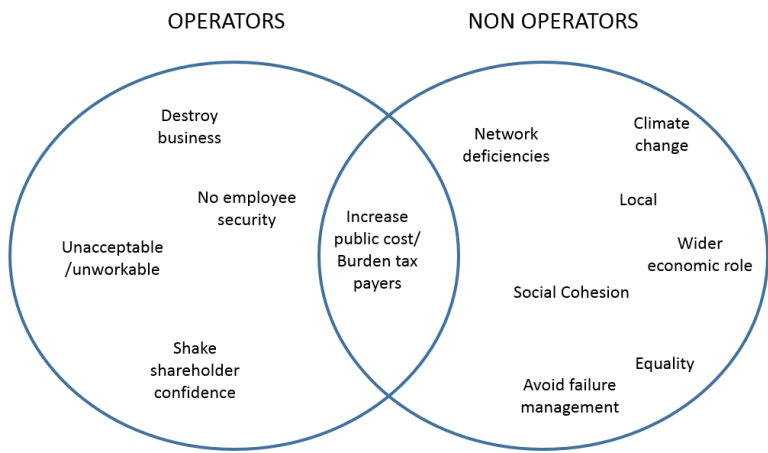 OPERATORS
NON OPERATORS
Destroy
business
No employee
security
Unacceptable
/unworkable
Shake
shareholder
confidence
Increase
public cost/
Burden tax
payers
Network
deficiencies
Climate
change
Local
Wider
economic role
Social Cohesion
Equality
Avoid failure
management